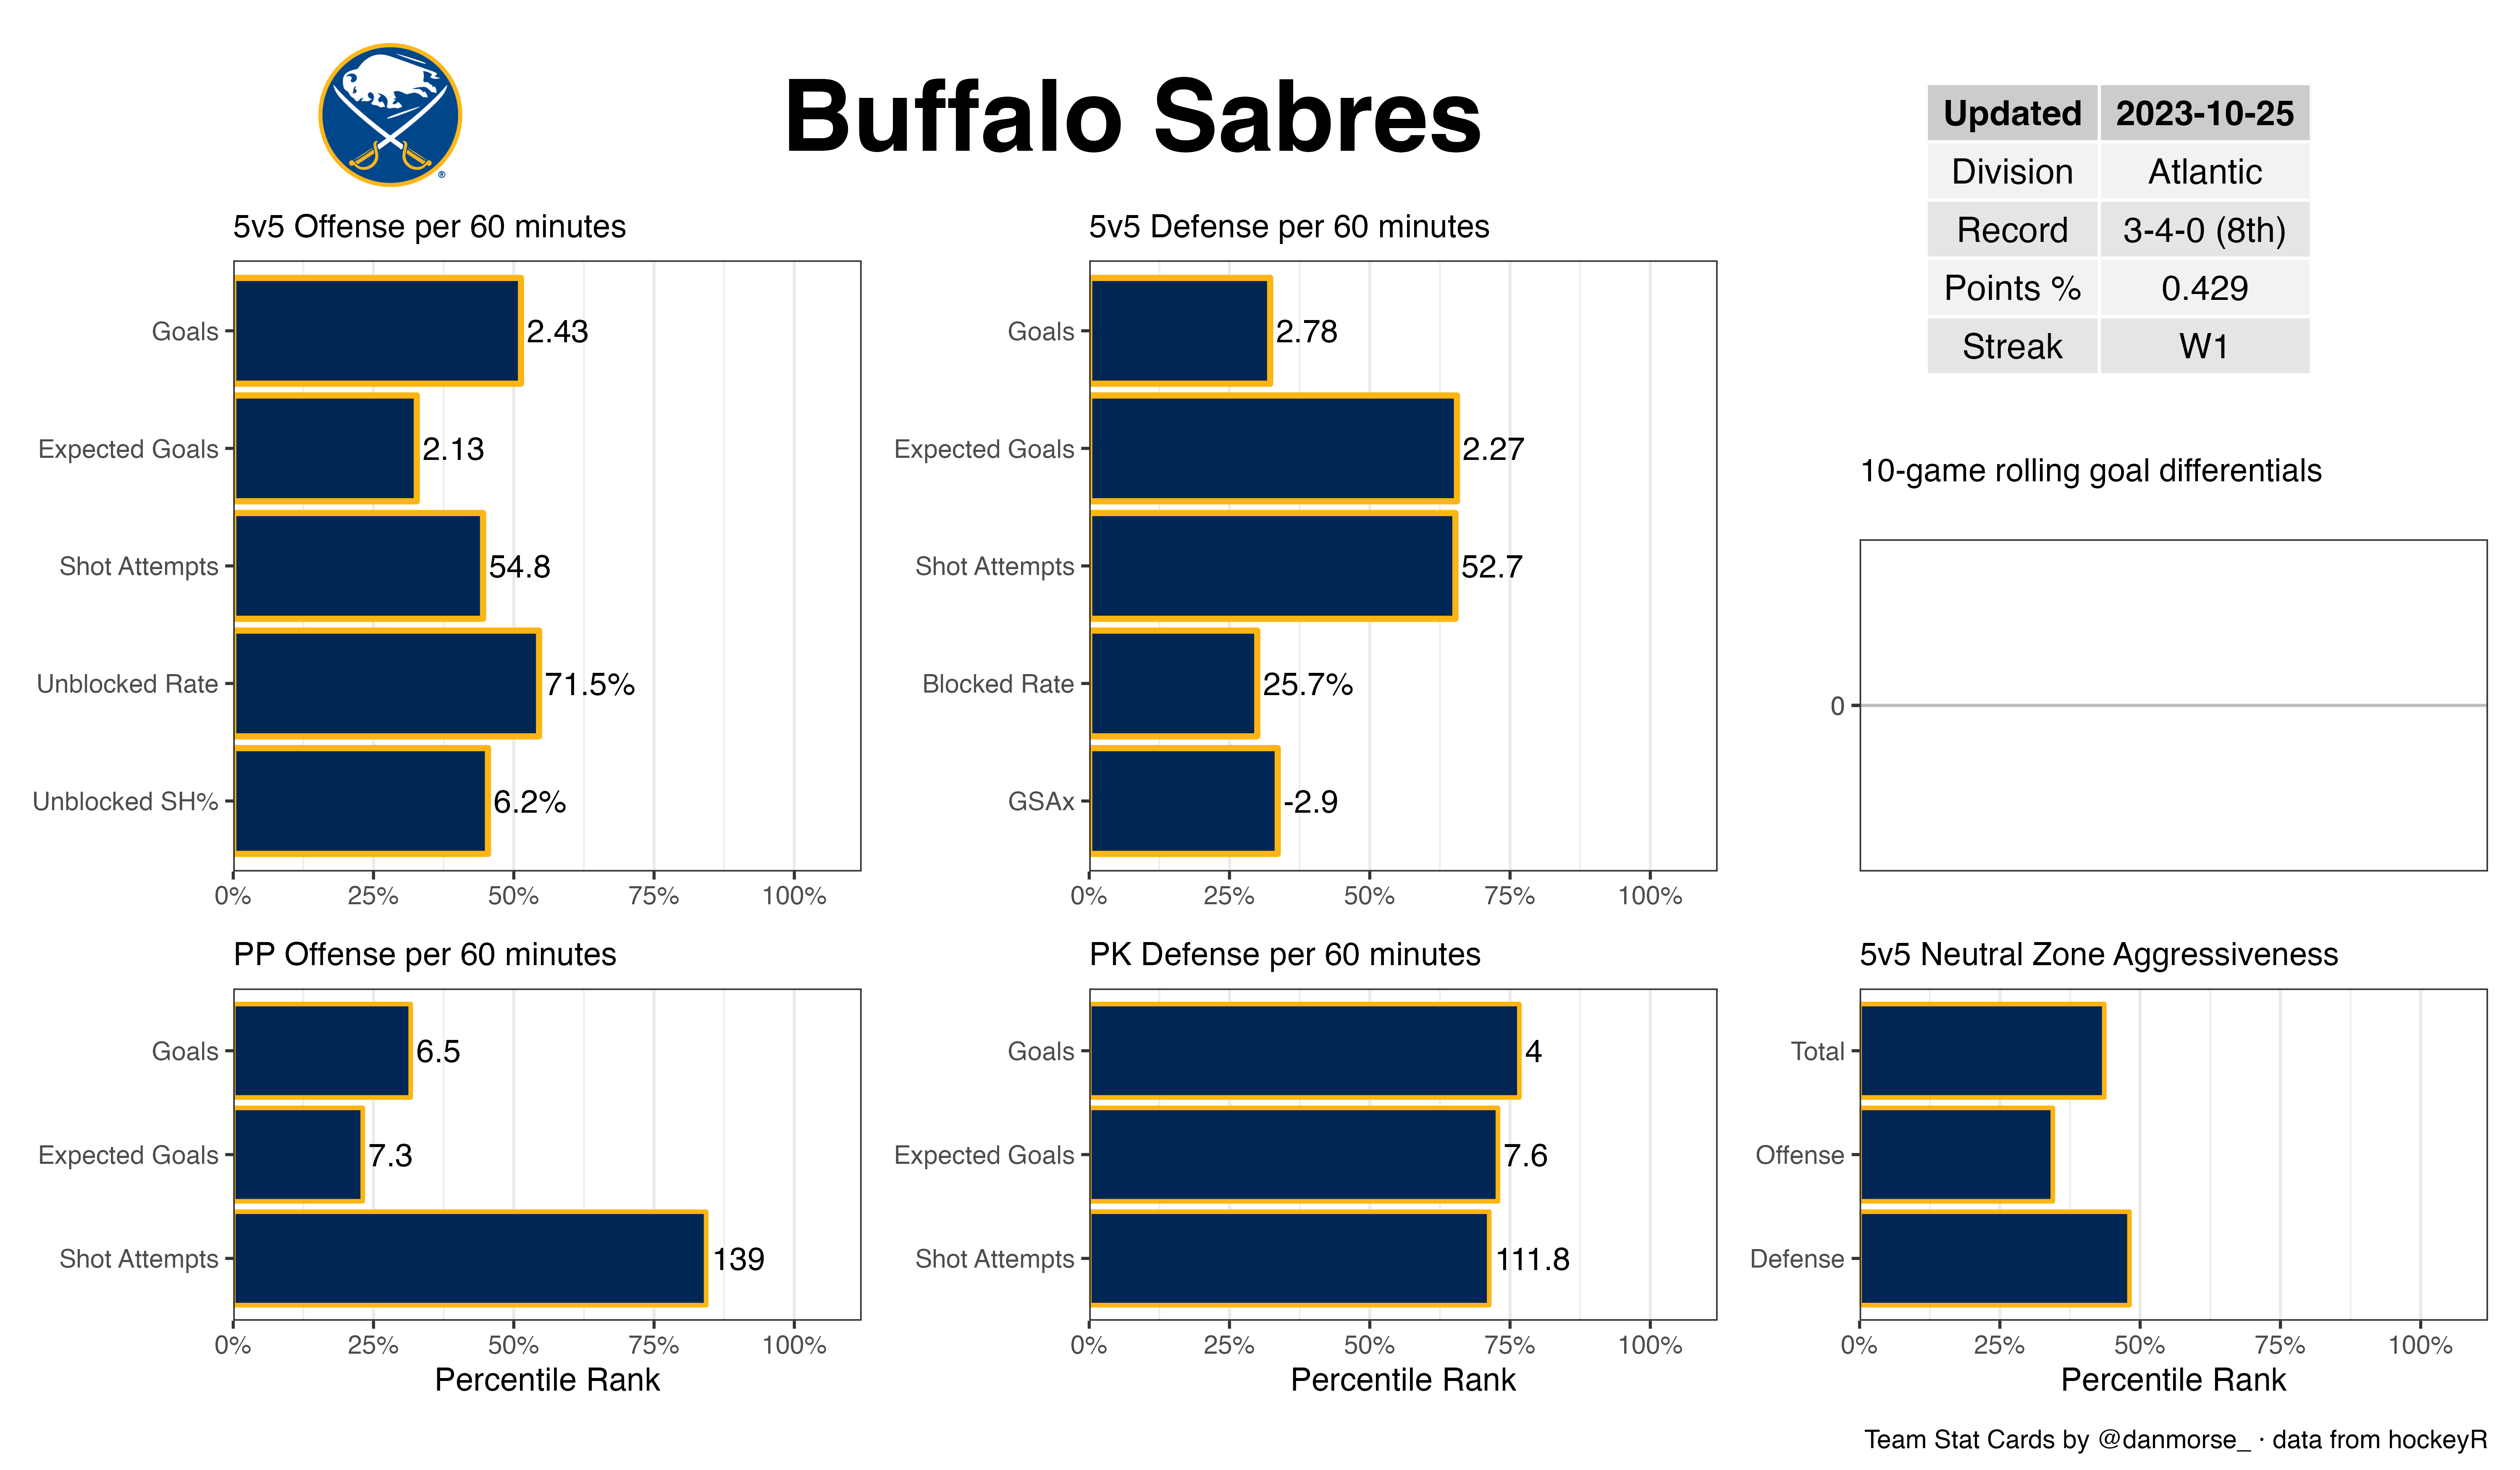 Buffalo Sabres
®
Updated 2023-10-25
Division Atlantic
Record 3-4-0 (8th)
Points % 0.429
Streak W1
5v5 Offense per 60 minutes
Goals 2.43
Expected Goals 2.13
Shot Attempts 54.8
Unblocked Rate 71.5%
Unblocked SH% 6.2%
0% 25% 50% 75% 100%
5v5 Defense per 60 minutes
Goals 2.78
Expected Goals 2.27
Shot Attempts 52.7
Blocked Rate 25.7%
GSAx -2.9
0% 25% 50% 75% 100%
10-game rolling goal differentials
0
PP Offense per 60 minutes
Goals 6.5
Expected Goals 7.3
Shot Attempts 139
0% 25% 50% 75% 100%
Percentile Rank
PK Defense per 60 minutes
Goals 4
Expected Goals 7.6
Shot Attempts 111.8
0% 25% 50% 75% 100%
Percentile Rank
5v5 Neutral Zone Aggressiveness
Total
Offense
Defense
0% 25% 50% 75% 100%
Percentile Rank
Team Stat Cards by @danmorse_ · data from hockeyR